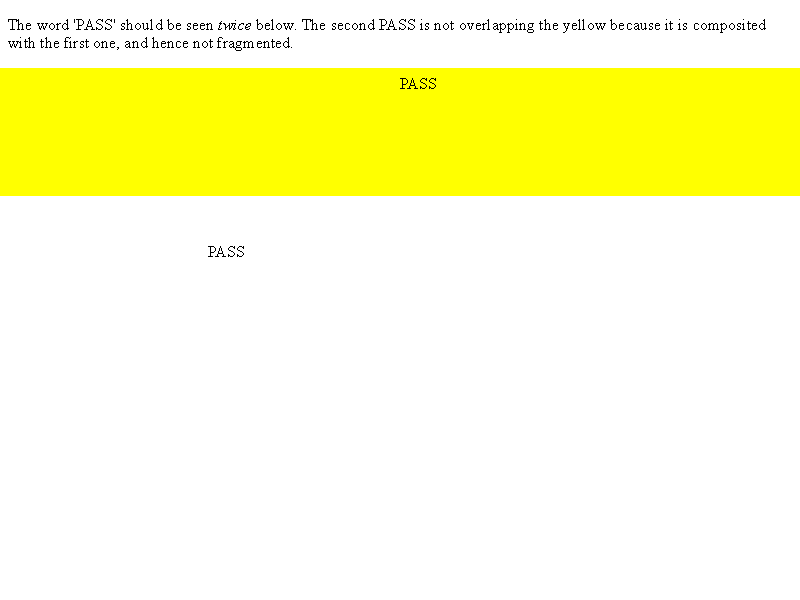 The word 'PASS' should be seen twice below. The second PASS is not overlapping the yellow because it is composited
with the first one, and hence not fragmented.
PASS
PASS